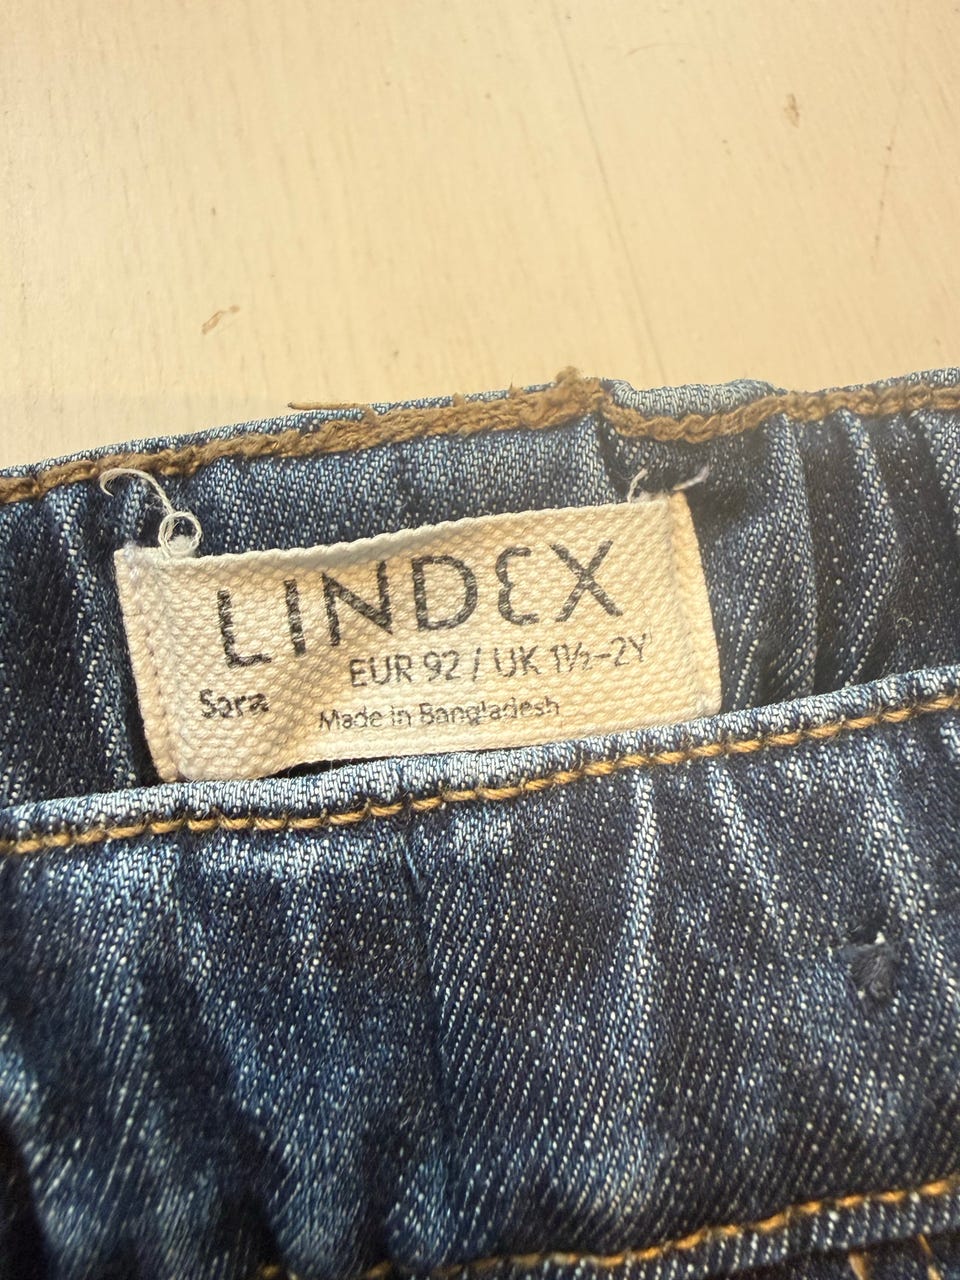 LINDEX
EUR 92 / UK 1½-2Y
Sara
Made in Bangladesh